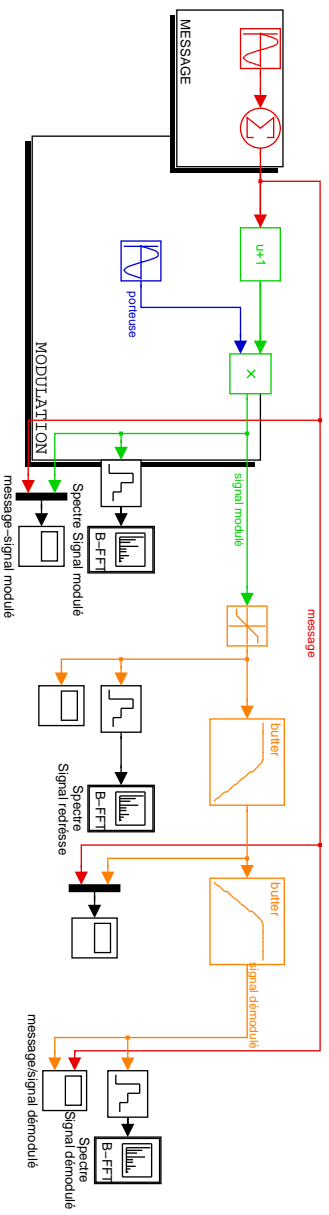 MESSAGE
Σ
u+1
porteuse
×
MODULATION
signal modulé
message
B-FFT
Spectre Signal modulé
message-signal modulé
butter
B-FFT
Spectre
Signal redrésse
butter
signal démodulé
B-FFT
Spectre
Signal démodulé
message/signal démodulé